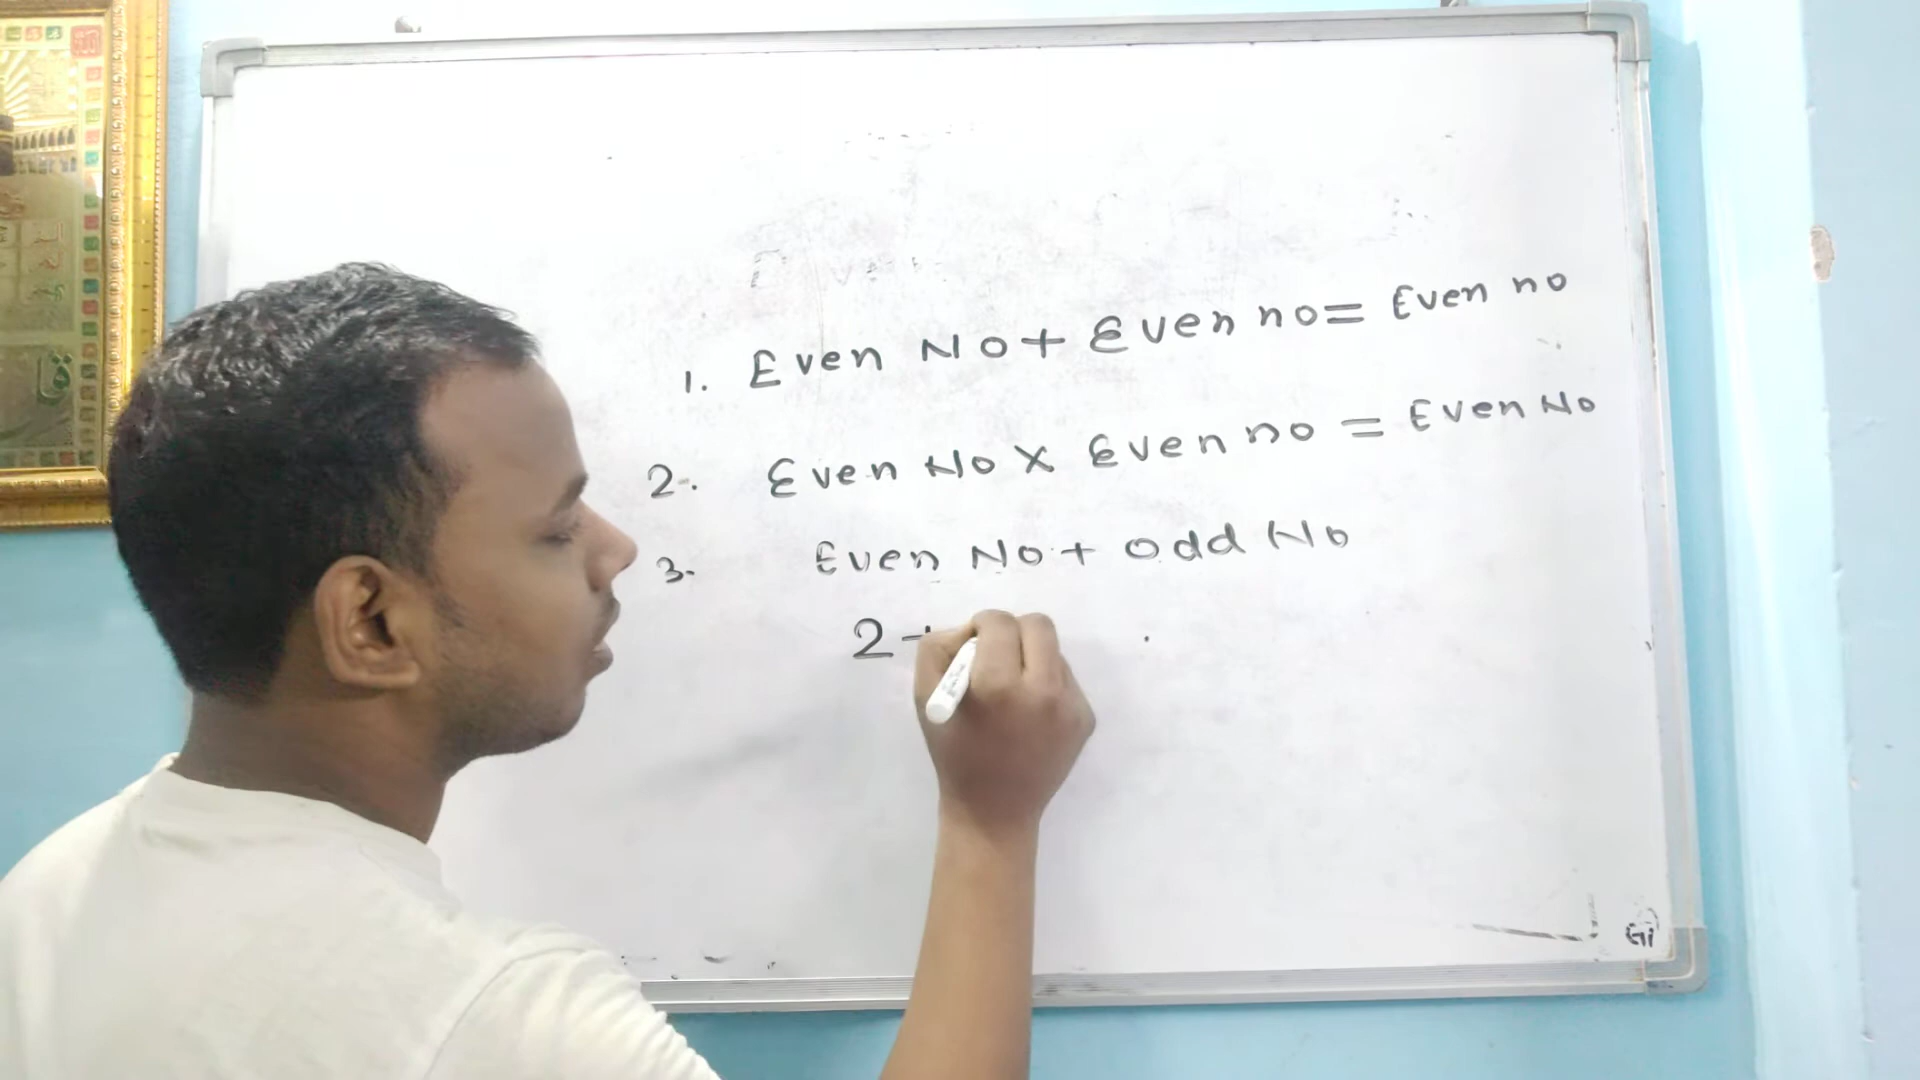 1. Even No + Even no = Even no
2. Even No X Even no = Even No
3. Even No + odd No
2 +